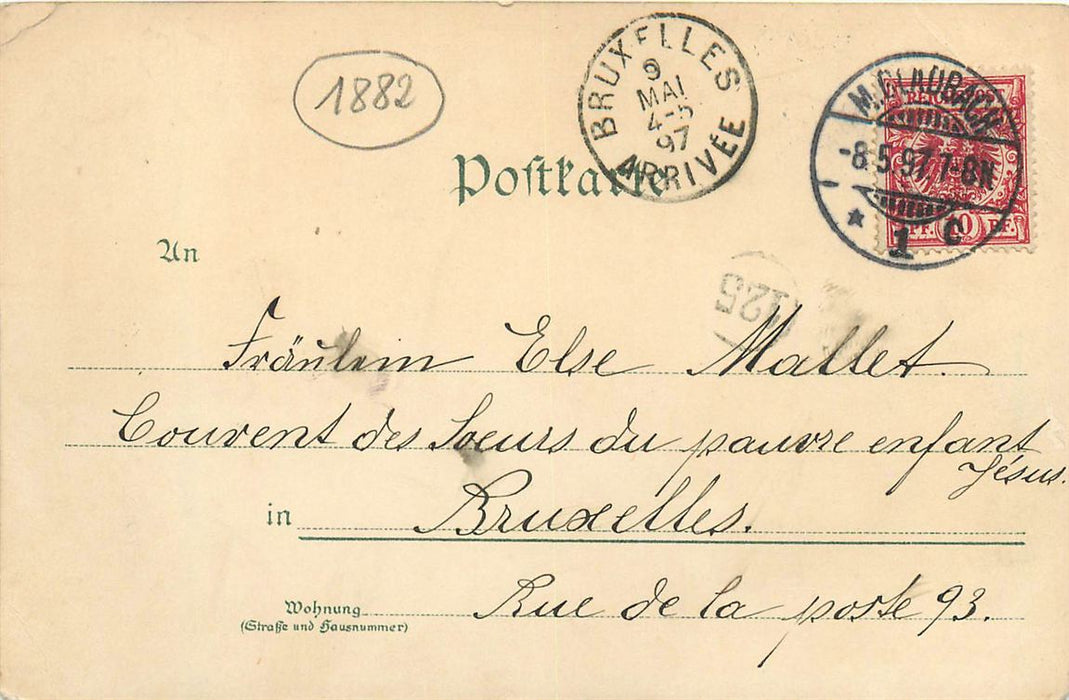 1882
BRUXELLES
9
MAI
4-5
97
ARRIVÉE
M. GLADBACH
-8.5.97.7-8N
★ 1 C
10 PF.
Postkarte
An
125
Fräulein Else Mallet.
Couvent des Soeurs du pauvre enfant
Jésus.
in Bruxelles.
Wohnung Rue de la poste 93.
(Straße und Hausnummer)